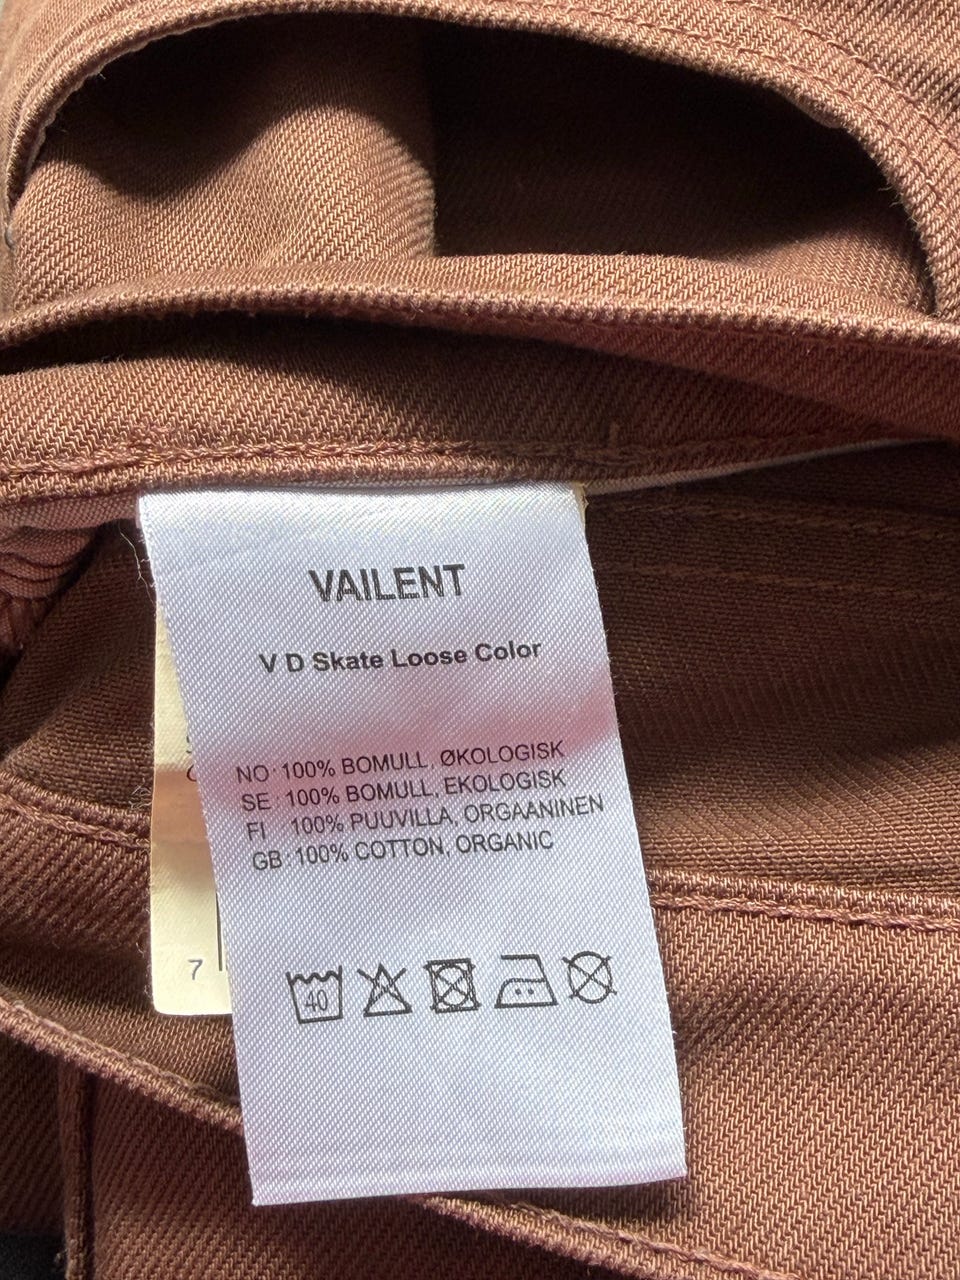 VAILENT
V D Skate Loose Color
NO: 100% BOMULL, ØKOLOGISK
SE: 100% BOMULL, EKOLOGISK
FI 100% PUUVILLA, ORGAANINEN
GB: 100% COTTON, ORGANIC
40
7